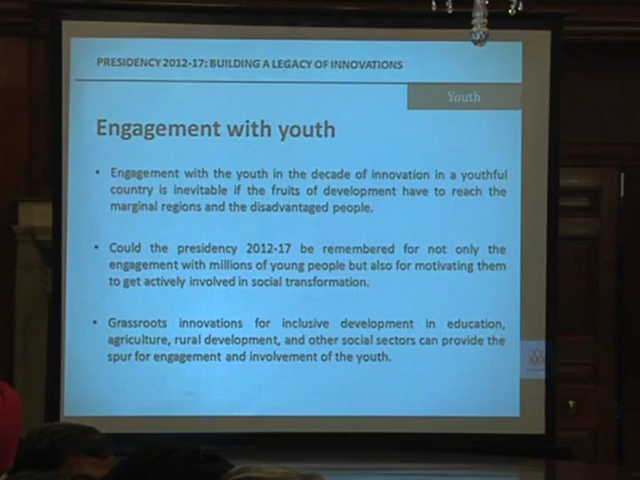 PRESIDENCY 2012-17: BUILDING A LEGACY OF INNOVATIONS
Youth
Engagement with youth
• Engagement with the youth in the decade of innovation in a youthful
country is inevitable if the fruits of development have to reach the
marginal regions and the disadvantaged people.
• Could the presidency 2012-17 be remembered for not only the
engagement with millions of young people but also for motivating them
to get actively involved in social transformation.
• Grassroots innovations for inclusive development in education,
agriculture, rural development, and other social sectors can provide the
spur for engagement and involvement of the youth.